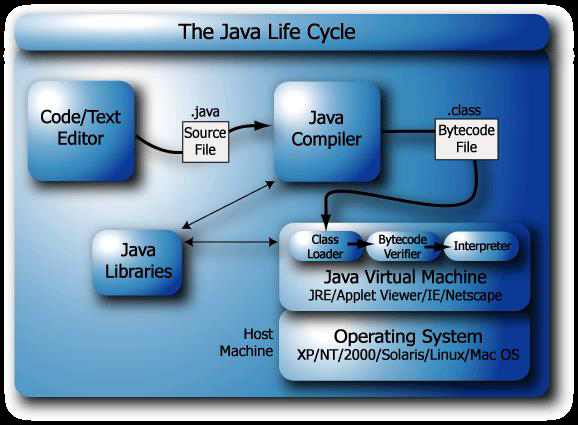 The Java Life Cycle
Code/Text
Editor
.java
Source
File
Java
Compiler
.class
Bytecode
File
Java
Libraries
Class
Loader
Bytecode
Verifier
Interpreter
Java Virtual Machine
JRE/Applet Viewer/IE/Netscape
Host
Machine
Operating System
XP/NT/2000/Solaris/Linux/Mac OS